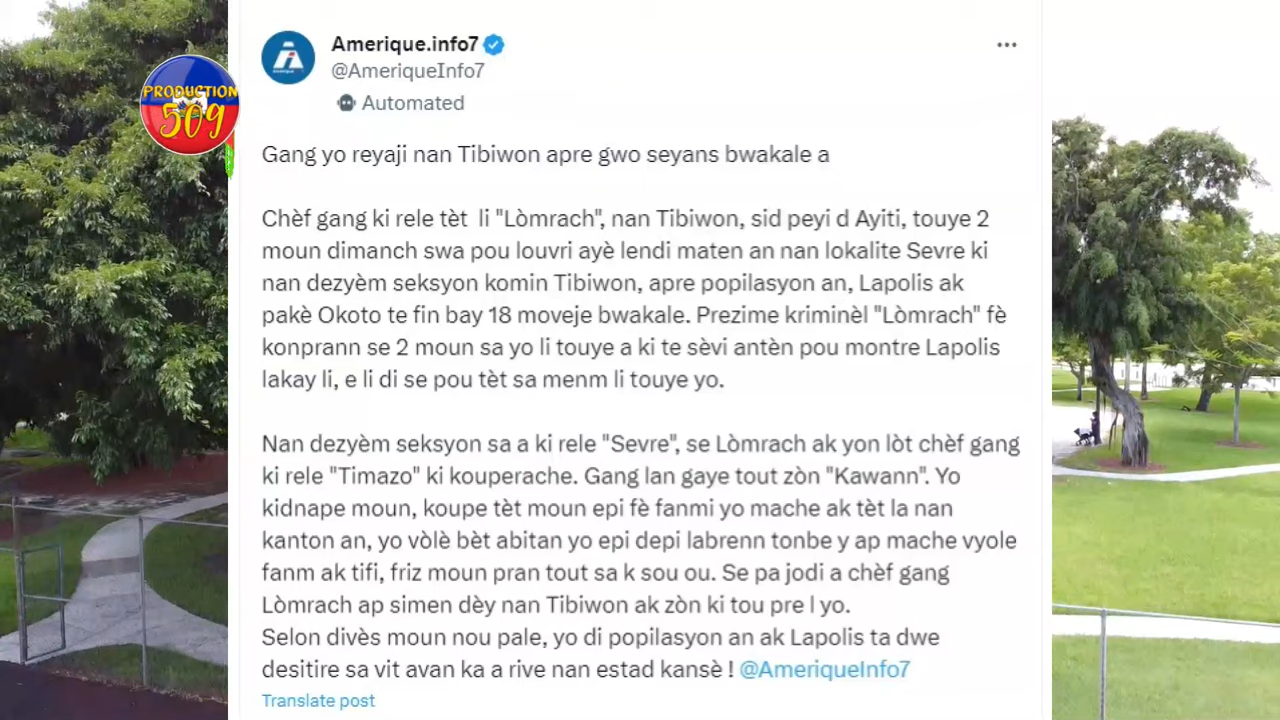 PRODUCTION
509
Amerique.info7
@AmeriqueInfo7
Automated
Gang yo reyaji nan Tibiwon apre gwo seyans bwakale a
Chèf gang ki rele tèt li "Lòmrach", nan Tibiwon, sid peyi d Ayiti, touye 2
moun dimanch swa pou louvri ayè lendi maten an nan lokalite Sevre ki
nan dezyèm seksyon komin Tibiwon, apre popilasyon an, Lapolis ak
pakè Okoto te fin bay 18 moveje bwakale. Prezime kriminèl "Lòmrach" fè
konprann se 2 moun sa yo li touye a ki te sèvi antèn pou montre Lapolis
lakay li, e li di se pou tèt sa menm li touye yo.
Nan dezyèm seksyon sa a ki rele "Sevre", se Lòmrach ak yon lòt chèf gang
ki rele "Timazo" ki kouperache. Gang lan gaye tout zòn "Kawann". Yo
kidnape moun, koupe tèt moun epi fè fanmi yo mache ak tèt la nan
kanton an, yo vòlè bèt abitan yo epi depi labrenn tonbe y ap mache vyole
fanm ak tifi, friz moun pran tout sa k sou ou. Se pa jodi a chèf gang
Lòmrach ap simen dèy nan Tibiwon ak zòn ki tou pre l yo.
Selon divès moun nou pale, yo di popilasyon an ak Lapolis ta dwe
desitire sa vit avan ka a rive nan estad kansè ! @AmeriqueInfo7
Translate post